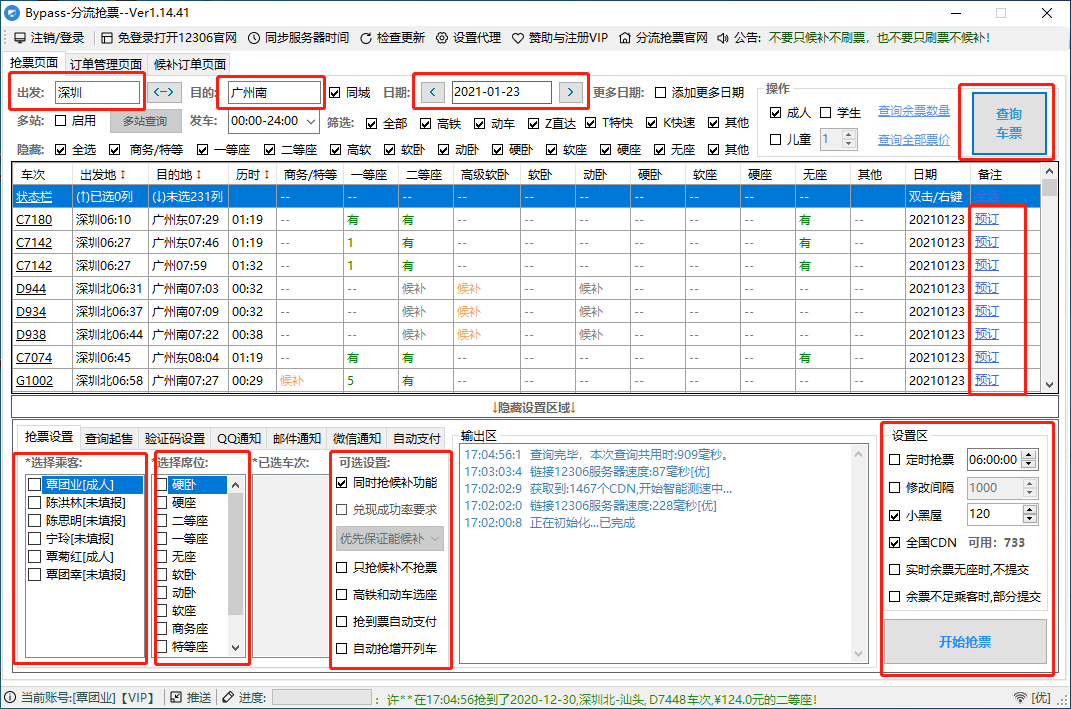 Bypass-分流抢票--Ver1.14.41
注销/登录 免登录打开12306官网 同步服务器时间 检查更新 设置代理 赞助与注册VIP 分流抢票官网 公告: 不要只候补不刷票，也不要只刷票不候补!
抢票页面 订单管理页面 候补订单页面
出发: 深圳 <-> 目的: 广州南 同城 日期: < 2021-01-23 > 更多日期: 添加更多日期
多站: 启用 多站查询 发车: 00:00-24:00 筛选: 全部 高铁 动车 Z直达 T特快 K快速 其他
隐藏: 全选 商务/特等 一等座 二等座 高软 软卧 动卧 硬卧 软座 硬座 无座 其他
操作
成人 学生 查询余票数量
儿童 1 查询全部票价
查询
车票
车次 出发地↕ 目的地↕ 历时↕ 商务/特等 一等座 二等座 高级软卧 软卧 动卧 硬卧 软座 硬座 无座 其他 日期 备注
状态栏 (↿)已选0列 (⇂)未选231列 -- -- -- -- -- -- -- -- -- -- -- 双击/右键 全选
C7180 深圳06:10 广州东07:29 01:19 -- 有 有 -- -- -- -- -- -- 有 -- 20210123 预订
C7142 深圳06:27 广州东07:46 01:19 -- 1 有 -- -- -- -- -- -- 有 -- 20210123 预订
C7142 深圳06:27 广州07:59 01:32 -- 1 有 -- -- -- -- -- -- 有 -- 20210123 预订
D944 深圳北06:31 广州南07:03 00:32 -- -- 候补 候补 -- 候补 -- -- -- -- -- 20210123 预订
D934 深圳北06:37 广州南07:09 00:32 -- -- 候补 候补 -- 候补 -- -- -- -- -- 20210123 预订
D938 深圳北06:44 广州南07:22 00:38 -- -- 候补 候补 -- 候补 -- -- -- -- -- 20210123 预订
C7074 深圳06:45 广州东08:04 01:19 -- 有 有 -- -- -- -- -- -- 有 -- 20210123 预订
G1002 深圳北06:58 广州南07:27 00:29 候补 5 有 -- -- -- -- -- -- -- -- 20210123 预订
↓隐藏设置区域↓
抢票设置 查询起售 验证码设置 QQ通知 邮件通知 微信通知 自动支付
*选择乘客:
覃团业[成人]
陈洪林[未填报]
陈思明[未填报]
宁玲[未填报]
覃菊红[成人]
覃团幸[未填报]
*选择席位:
硬卧
硬座
二等座
一等座
无座
软卧
动卧
软座
商务座
特等座
*已选车次:
可选设置:
同时抢候补功能
兑现成功率要求
优先保证能候补
只抢候补不抢票
高铁和动车选座
抢到票自动支付
自动抢增开列车
输出区
17:04:56:1 查询完毕，本次查询共用时:909毫秒。
17:03:03:4 链接12306服务器速度:87毫秒[优]
17:02:02:9 获取到:1467个CDN,开始智能测速中...
17:02:02:0 链接12306服务器速度:228毫秒[优]
17:02:00:8 正在初始化...已完成
设置区
定时抢票 06:00:00
修改间隔 1000
小黑屋 120
全国CDN 可用: 733
实时余票无座时,不提交
余票不足乘客时,部分提交
开始抢票
当前账号:[覃团业]【VIP】 推送 进度: : 许**在17:04:56抢到了2020-12-30,深圳北-汕头, D7448车次,¥124.0元的二等座! [优]